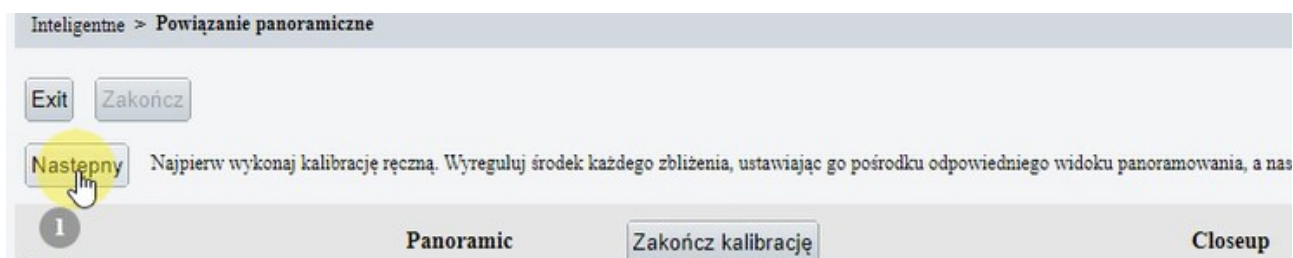 Inteligentne > Powiązanie panoramiczne
Exit Zakończ
Następny Najpierw wykonaj kalibrację ręczną. Wyreguluj środek każdego zbliżenia, ustawiając go pośrodku odpowiedniego widoku panoramowania, a nas
1
Panoramic Zakończ kalibrację Closeup